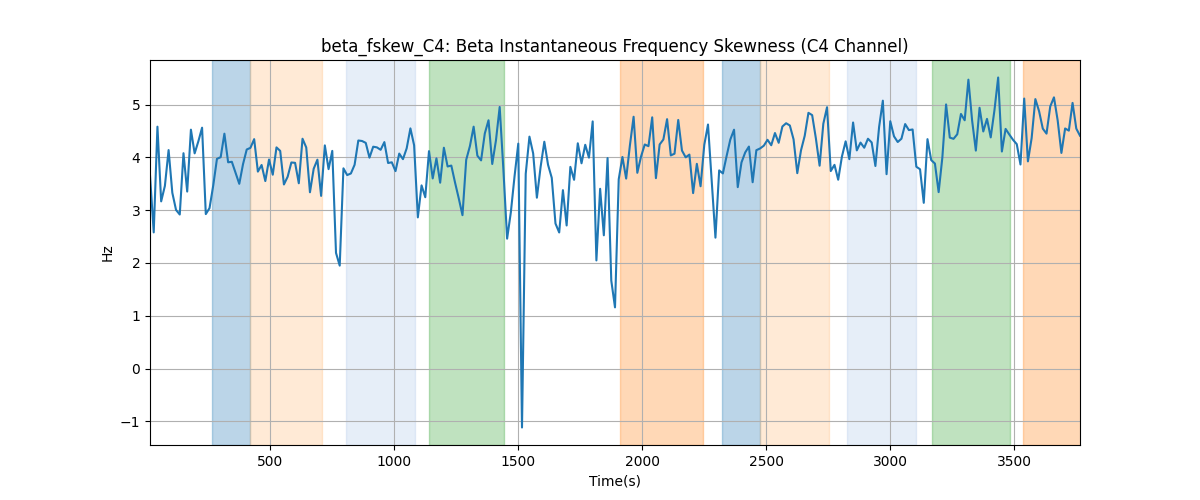 beta_fskew_C4: Beta Instantaneous Frequency Skewness (C4 Channel)
5
4
3
2
1
0
−1
Hz
500 1000 1500 2000 2500 3000 3500
Time(s)